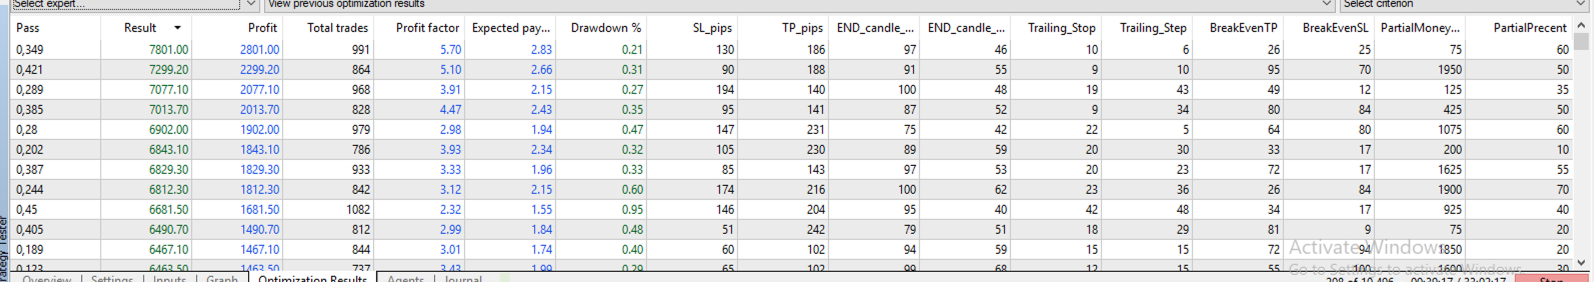 Select expert... View previous optimization results Select criterion
Pass Result Profit Total trades Profit factor Expected pay... Drawdown % SL_pips TP_pips END_candle_... END_candle_... Trailing_Stop Trailing_Step BreakEvenTP BreakEvenSL PartialMoney... PartialPrecent
0,349 7801.00 2801.00 991 5.70 2.83 0.21 130 186 97 46 10 6 26 25 75 60
0,421 7299.20 2299.20 864 5.10 2.66 0.31 90 188 91 55 9 10 95 70 1950 50
0,289 7077.10 2077.10 968 3.91 2.15 0.27 194 140 100 48 19 43 49 12 125 35
0,385 7013.70 2013.70 828 4.47 2.43 0.35 95 141 87 52 9 34 80 84 425 50
0,28 6902.00 1902.00 979 2.98 1.94 0.47 147 231 75 42 22 5 64 80 1075 60
0,202 6843.10 1843.10 786 3.93 2.34 0.32 105 230 89 59 20 30 33 17 200 10
0,387 6829.30 1829.30 933 3.33 1.96 0.33 85 143 97 53 20 23 72 17 1625 55
0,244 6812.30 1812.30 842 3.12 2.15 0.60 174 216 100 62 23 36 26 84 1900 70
0,45 6681.50 1681.50 1082 2.32 1.55 0.95 146 204 95 40 42 48 34 17 925 40
0,405 6490.70 1490.70 812 2.99 1.84 0.48 51 242 79 51 18 29 81 9 75 20
0,189 6467.10 1467.10 844 3.01 1.74 0.40 60 102 94 59 15 15 72 94 1850 20
0,123 6463.50 1463.50 737 3.43 1.99 0.29 65 102 99 68 12 15 55 100 1600 30
Activate Windows
Go to Settings to activate Windows.
Overview Settings Inputs Graph Optimization Results Agents Journal
Stop